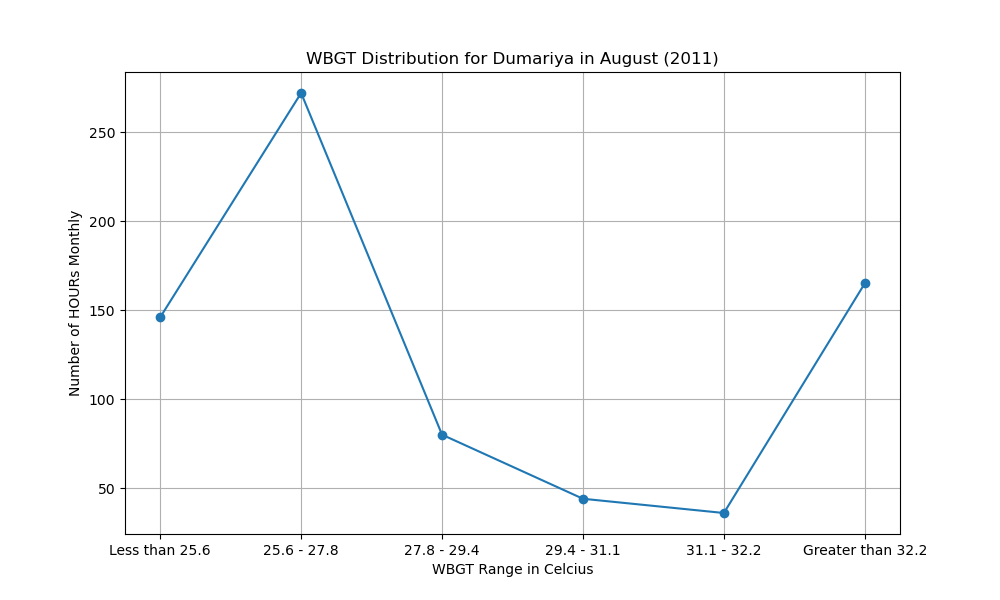 WBGT Distribution for Dumariya in August (2011)
Number of HOURs Monthly
250
200
150
100
50
Less than 25.6 25.6 - 27.8 27.8 - 29.4 29.4 - 31.1 31.1 - 32.2 Greater than 32.2
WBGT Range in Celcius